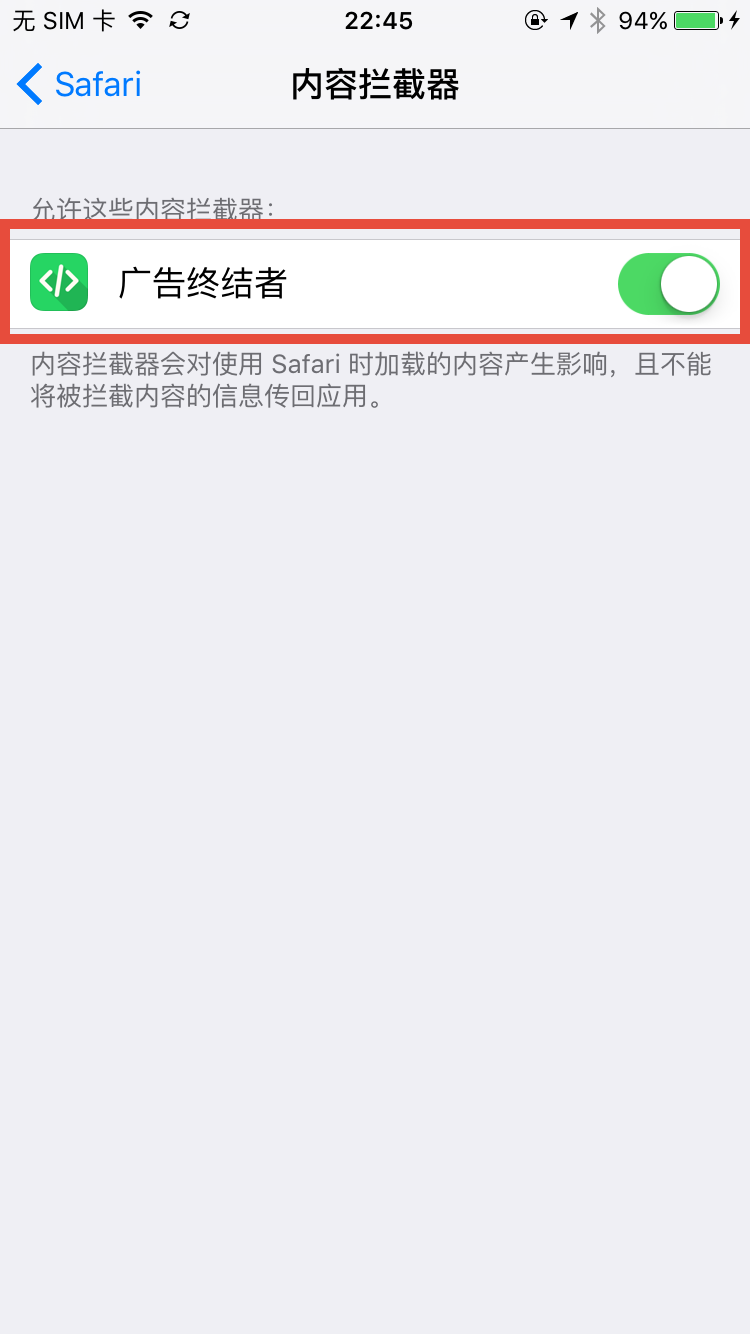 无 SIM 卡 22:45 94%
Safari 内容拦截器
允许这些内容拦截器：
</> 广告终结者
内容拦截器会对使用 Safari 时加载的内容产生影响，且不能
将被拦截内容的信息传回应用。